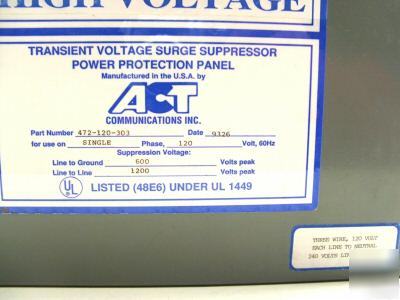 HIGH VOLTAGE
TRANSIENT VOLTAGE SURGE SUPPRESSOR
POWER PROTECTION PANEL
Manufactured in the U.S.A. by
ACT
COMMUNICATIONS INC.
Part Number 472-120-303 Date 9326
for use on SINGLE Phase, 120 Volt, 60Hz
Suppression Voltage:
Line to Ground 600 Volts peak
Line to Line 1200 Volts peak
UL LISTED (48E6) UNDER UL 1449
THREE WIRE, 120 VOLT
EACH LINE TO NEUTRAL
240 VOLTS